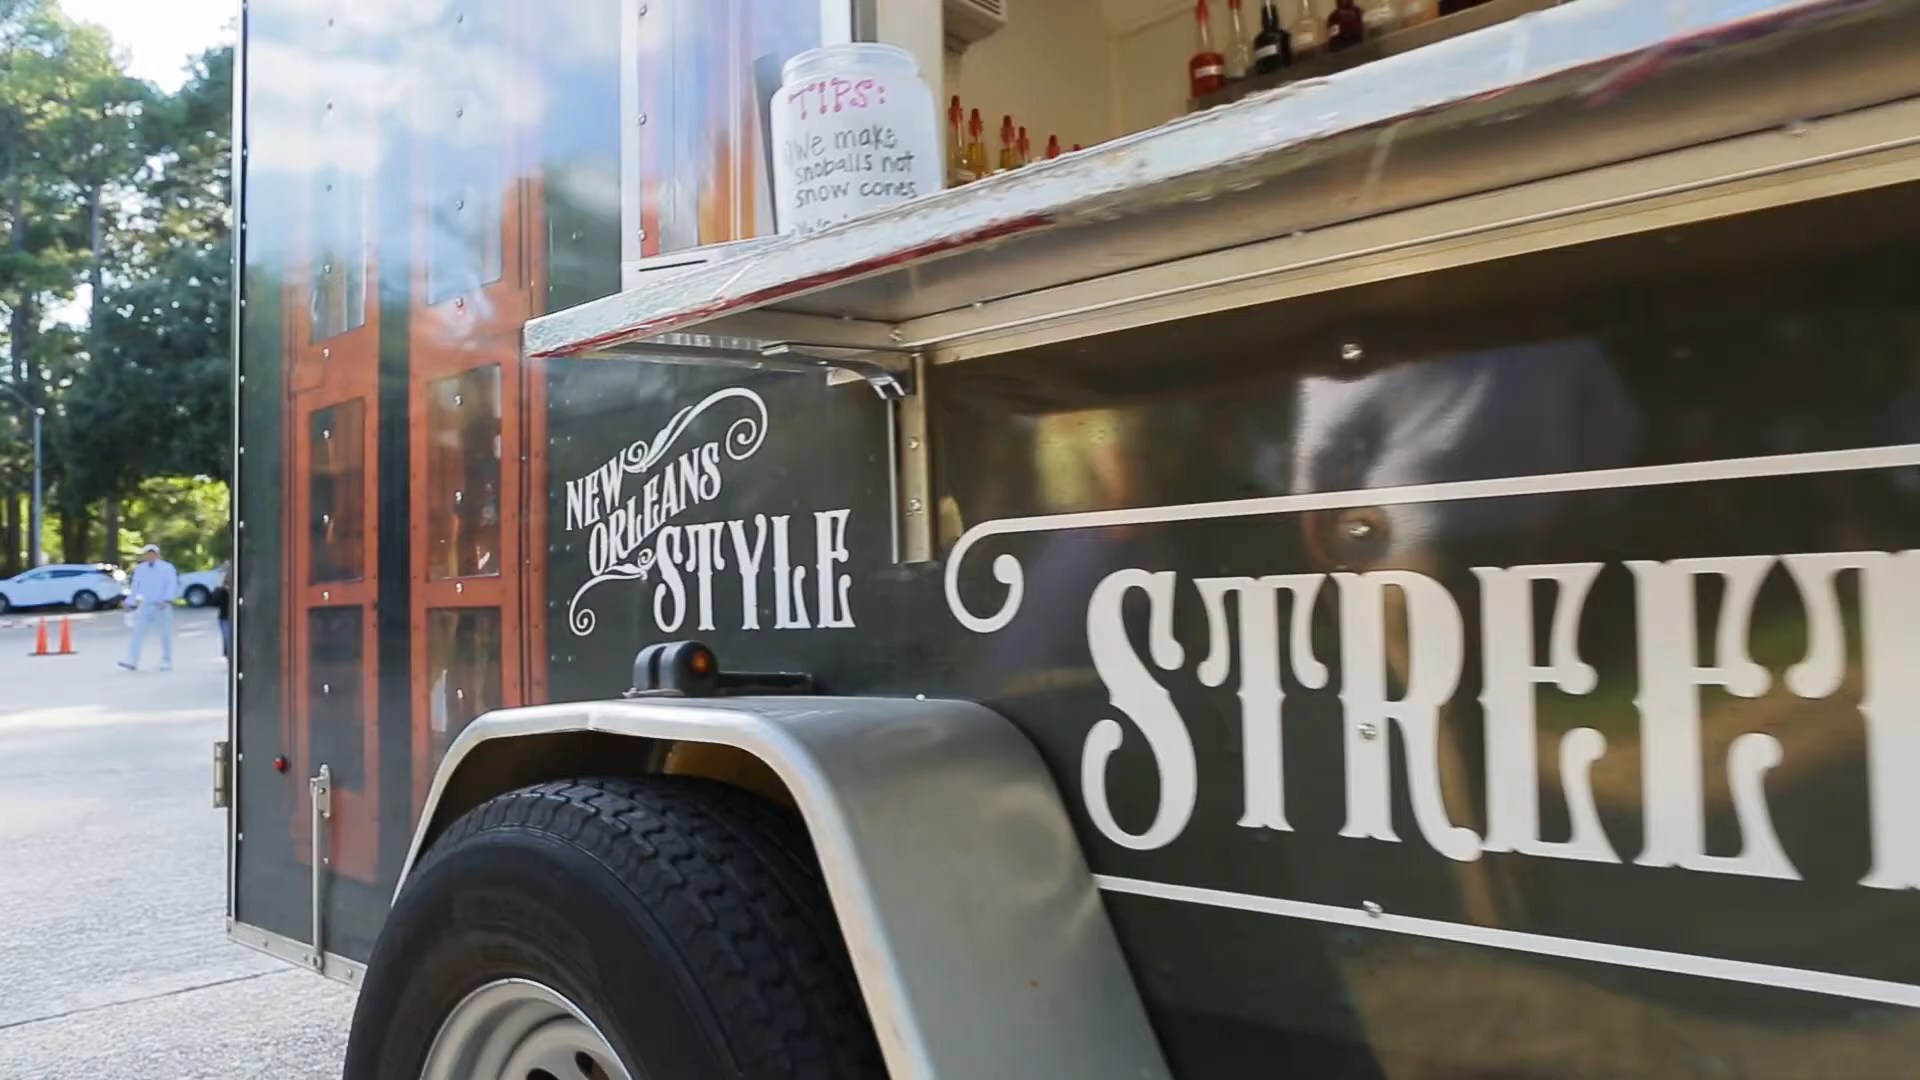 TIPS:
We make
snoballs not
snow cones
NEW
ORLEANS
STYLE
STREET